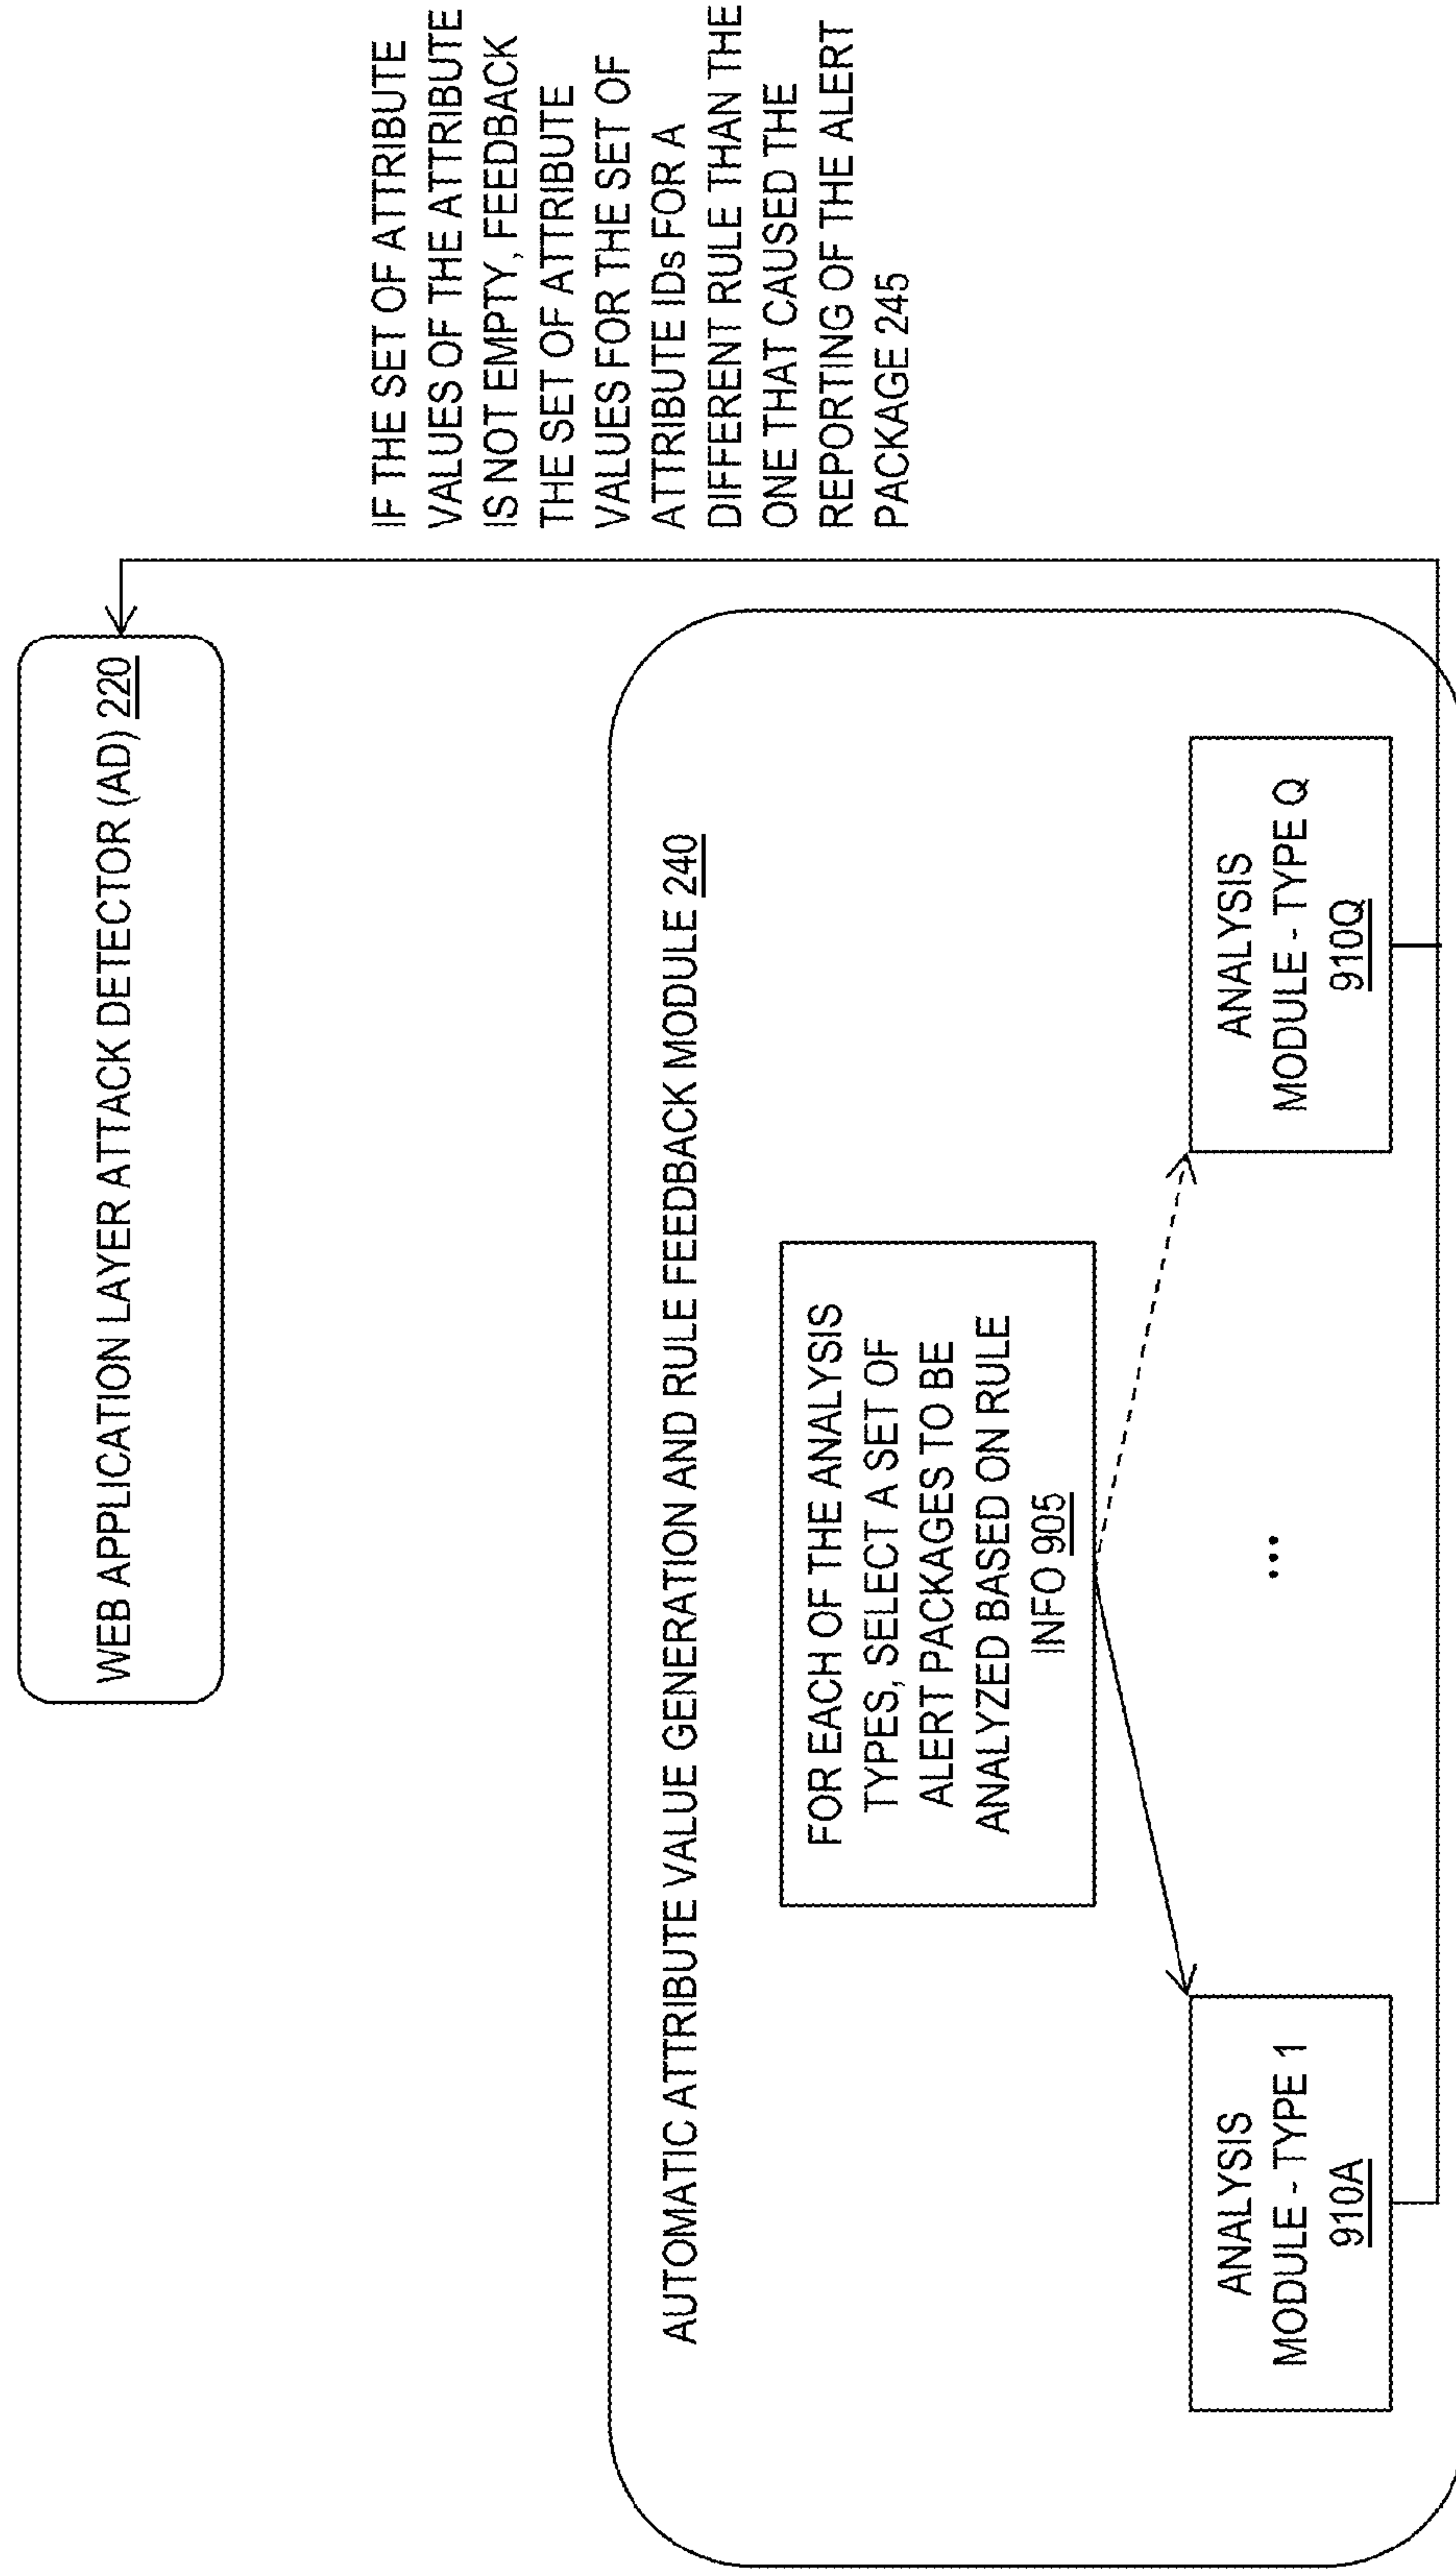 WEB APPLICATION LAYER ATTACK DETECTOR (AD) 220
IF THE SET OF ATTRIBUTE
VALUES OF THE ATTRIBUTE
IS NOT EMPTY, FEEDBACK
THE SET OF ATTRIBUTE
VALUES FOR THE SET OF
ATTRIBUTE IDs FOR A
DIFFERENT RULE THAN THE
ONE THAT CAUSED THE
REPORTING OF THE ALERT
PACKAGE 245
AUTOMATIC ATTRIBUTE VALUE GENERATION AND RULE FEEDBACK MODULE 240
FOR EACH OF THE ANALYSIS
TYPES, SELECT A SET OF
ALERT PACKAGES TO BE
ANALYZED BASED ON RULE
INFO 905
ANALYSIS
MODULE - TYPE 1
910A
...
ANALYSIS
MODULE - TYPE Q
910Q